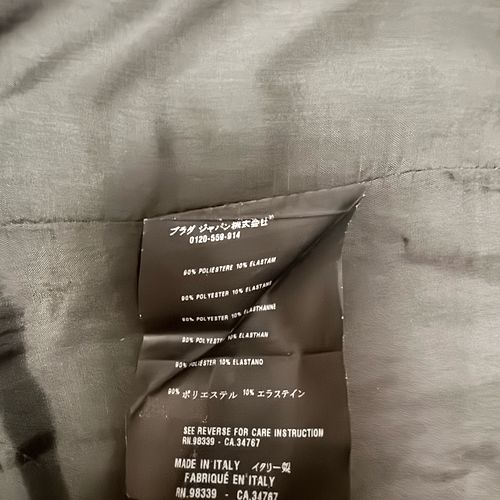 プラダ ジャパン株式会社
0120-559-914
90% POLIESTERE 10% ELASTAM
90% POLYESTER 10% ELASTANE
90% POLYESTER 10% ELASTHANNE
90% POLYESTER 10% ELASTHAN
90% POLIESTER 10% ELASTANO
90% ポリエステル 10% エラステイン
SEE REVERSE FOR CARE INSTRUCTION
RN.98339 - CA.34767
MADE IN ITALY イタリー製
FABRIQUÉ EN ITALY
RN.98339 - CA.34767